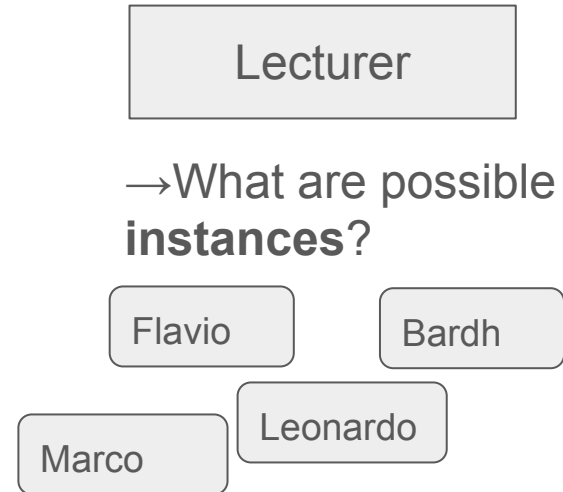 Lecturer
→What are possible
instances?
Flavio
Bardh
Leonardo
Marco